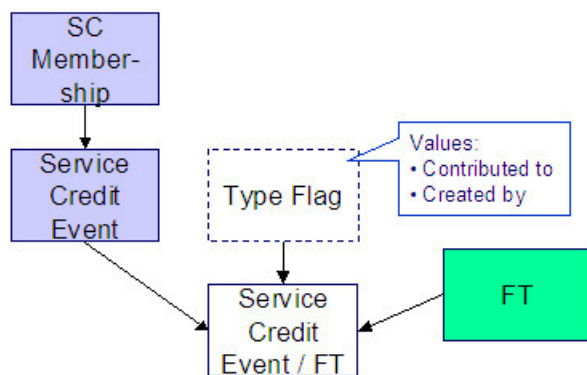 SC
Member-
ship
Service
Credit
Event
Type Flag
Values:
• Contributed to
• Created by
Service
Credit
Event / FT
FT